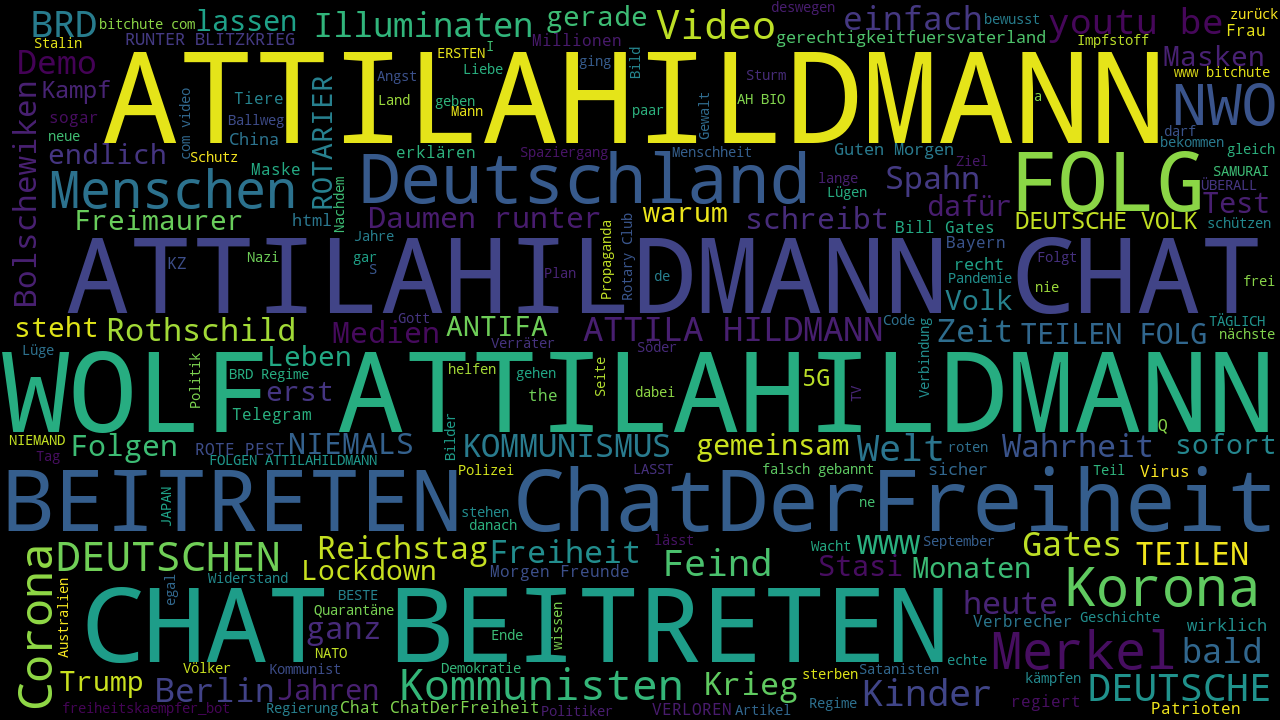 BRD
bitchute com
lassen
Illuminaten
gerade
Video
deswegen
einfach
bewusst
youtu be
zurück
Frau
Stalin
RUNTER BLITZKRIEG
I
Millionen
gerechtigkeitfuersvaterland
Impfstoff
Demo
ERSTEN
Liebe
ging
Bild
Masken
ATTILAHILDMANN
Angst
Sturm
www bitchute
Kampf
com video
Tiere
ROTARIER
Land
geben
Mann
paar
Gewalt
AH BIO
a
NWO
sogar
Ballweg
neue
China
darf
bekommen
endlich
Schutz
Maske
erklären
Spaziergang
Menschheit
Guten Morgen
Ziel
FOLG
gleich
Bolschewiken
Menschen
Nachdem
Deutschland
lange
Lügen
Spahn
SAMURAI
ÜBERALL
Test
Freimaurer
html
Daumen runter
warum
schreibt
dafür
Bill Gates
DEUTSCHE VOLK
schützen
Jahre
Propaganda
Rotary Club
Bayern
ATTILAHILDMANN CHAT
KZ
Nazi
gar
S
Plan
de
recht
Pandemie
nie
Folgt
frei
Volk
steht
Rothschild
Medien
Gott
ANTIFA
Verräter
ATTILA HILDMANN
Code
Verbindung
Zeit
TEILEN FOLG
TÄGLICH
nächste
Lüge
Politik
Leben
Söder
BRD Regime
WOLF ATTILAHILDMANN
erst
helfen
gehen
Seite
dabei
5G
TV
Telegram
the
Q
NIEMAND
Folgen
ROTE PEST
NIEMALS
Bilder
KOMMUNISMUS
gemeinsam
Welt
roten
Wahrheit
sofort
Tag
FOLGEN ATTILAHILDMANN
Polizei
LASST
falsch gebannt
sicher
Teil
Virus
BEITRETEN
JAPAN
ChatDerFreiheit
stehen
danach
ne
DEUTSCHEN
Reichstag
Freiheit
lässt
Feind
Wacht
www
September
Gates
TEILEN
Corona
Australien
egal
Widerstand
Lockdown
Morgen Freunde
Stasi
Monaten
Korona
CHAT BEITRETEN
BESTE
Quarantäne
ganz
Ende
wissen
heute
Verbrecher
Geschichte
wirklich
NATO
Merkel
bald
Trump
Völker
Kommunist
Demokratie
sterben
Satanisten
echte
Berlin
Jahren
Kommunisten
Krieg
Kinder
kämpfen
DEUTSCHE
freiheitskaempfer_bot
Regierung
Chat ChatDerFreiheit
Politiker
VERLOREN
Artikel
Regime
regiert
Patrioten